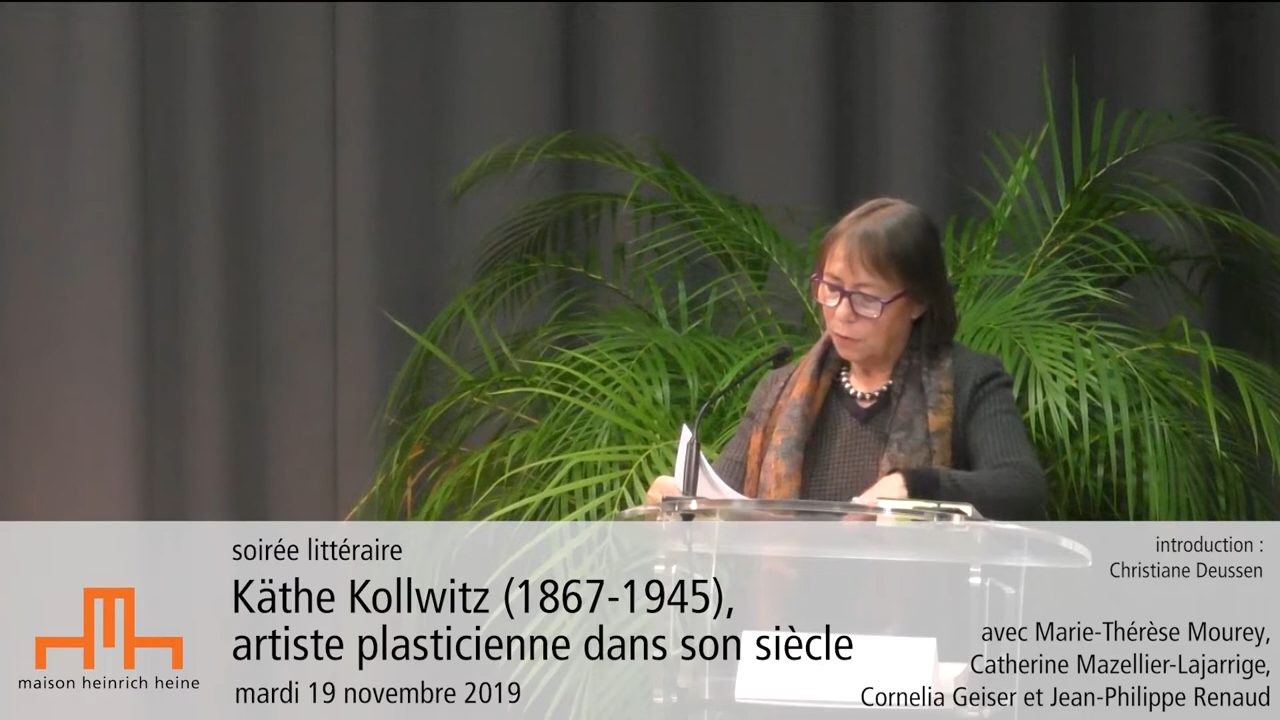 soirée littéraire
Käthe Kollwitz (1867-1945),
artiste plasticienne dans son siècle
mardi 19 novembre 2019
maison heinrich heine
introduction :
Christiane Deussen
avec Marie-Thérèse Mourey,
Catherine Mazellier-Lajarrige,
Cornelia Geiser et Jean-Philippe Renaud